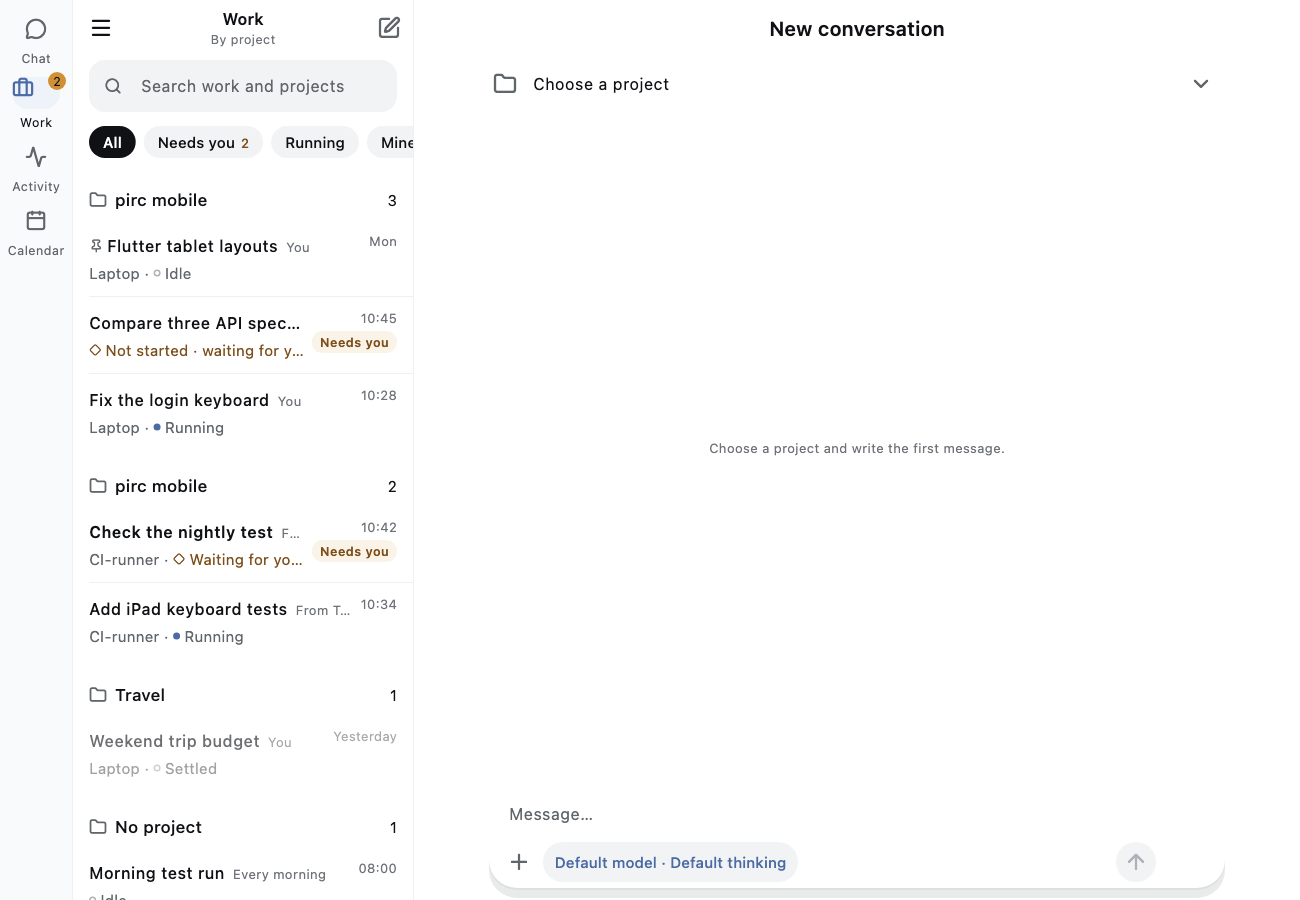 Chat
2
Work
Activity
Calendar
Work
By project
Search work and projects
All
Needs you 2
Running
Mine
pirc mobile
3
Flutter tablet layouts You
Mon
Laptop · Idle
Compare three API spec...
10:45
Not started · waiting for y...
Needs you
Fix the login keyboard You
10:28
Laptop · Running
pirc mobile
2
Check the nightly test F...
10:42
CI-runner · Waiting for yo...
Needs you
Add iPad keyboard tests From T...
10:34
CI-runner · Running
Travel
1
Weekend trip budget You
Yesterday
Laptop · Settled
No project
1
Morning test run Every morning
08:00
Idle
New conversation
Choose a project
Choose a project and write the first message.
Message...
Default model · Default thinking